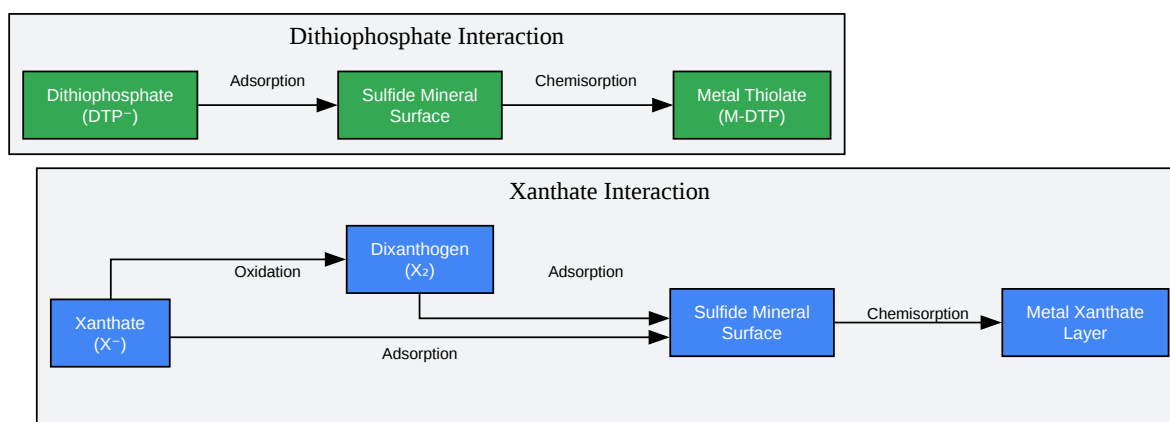 Dithiophosphate Interaction
Dithiophosphate
(DTP⁻)
Adsorption
Sulfide Mineral
Surface
Chemisorption
Metal Thiolate
(M-DTP)
Xanthate Interaction
Xanthate
(X⁻)
Oxidation
Dixanthogen
(X₂)
Adsorption
Adsorption
Sulfide Mineral
Surface
Chemisorption
Metal Xanthate
Layer